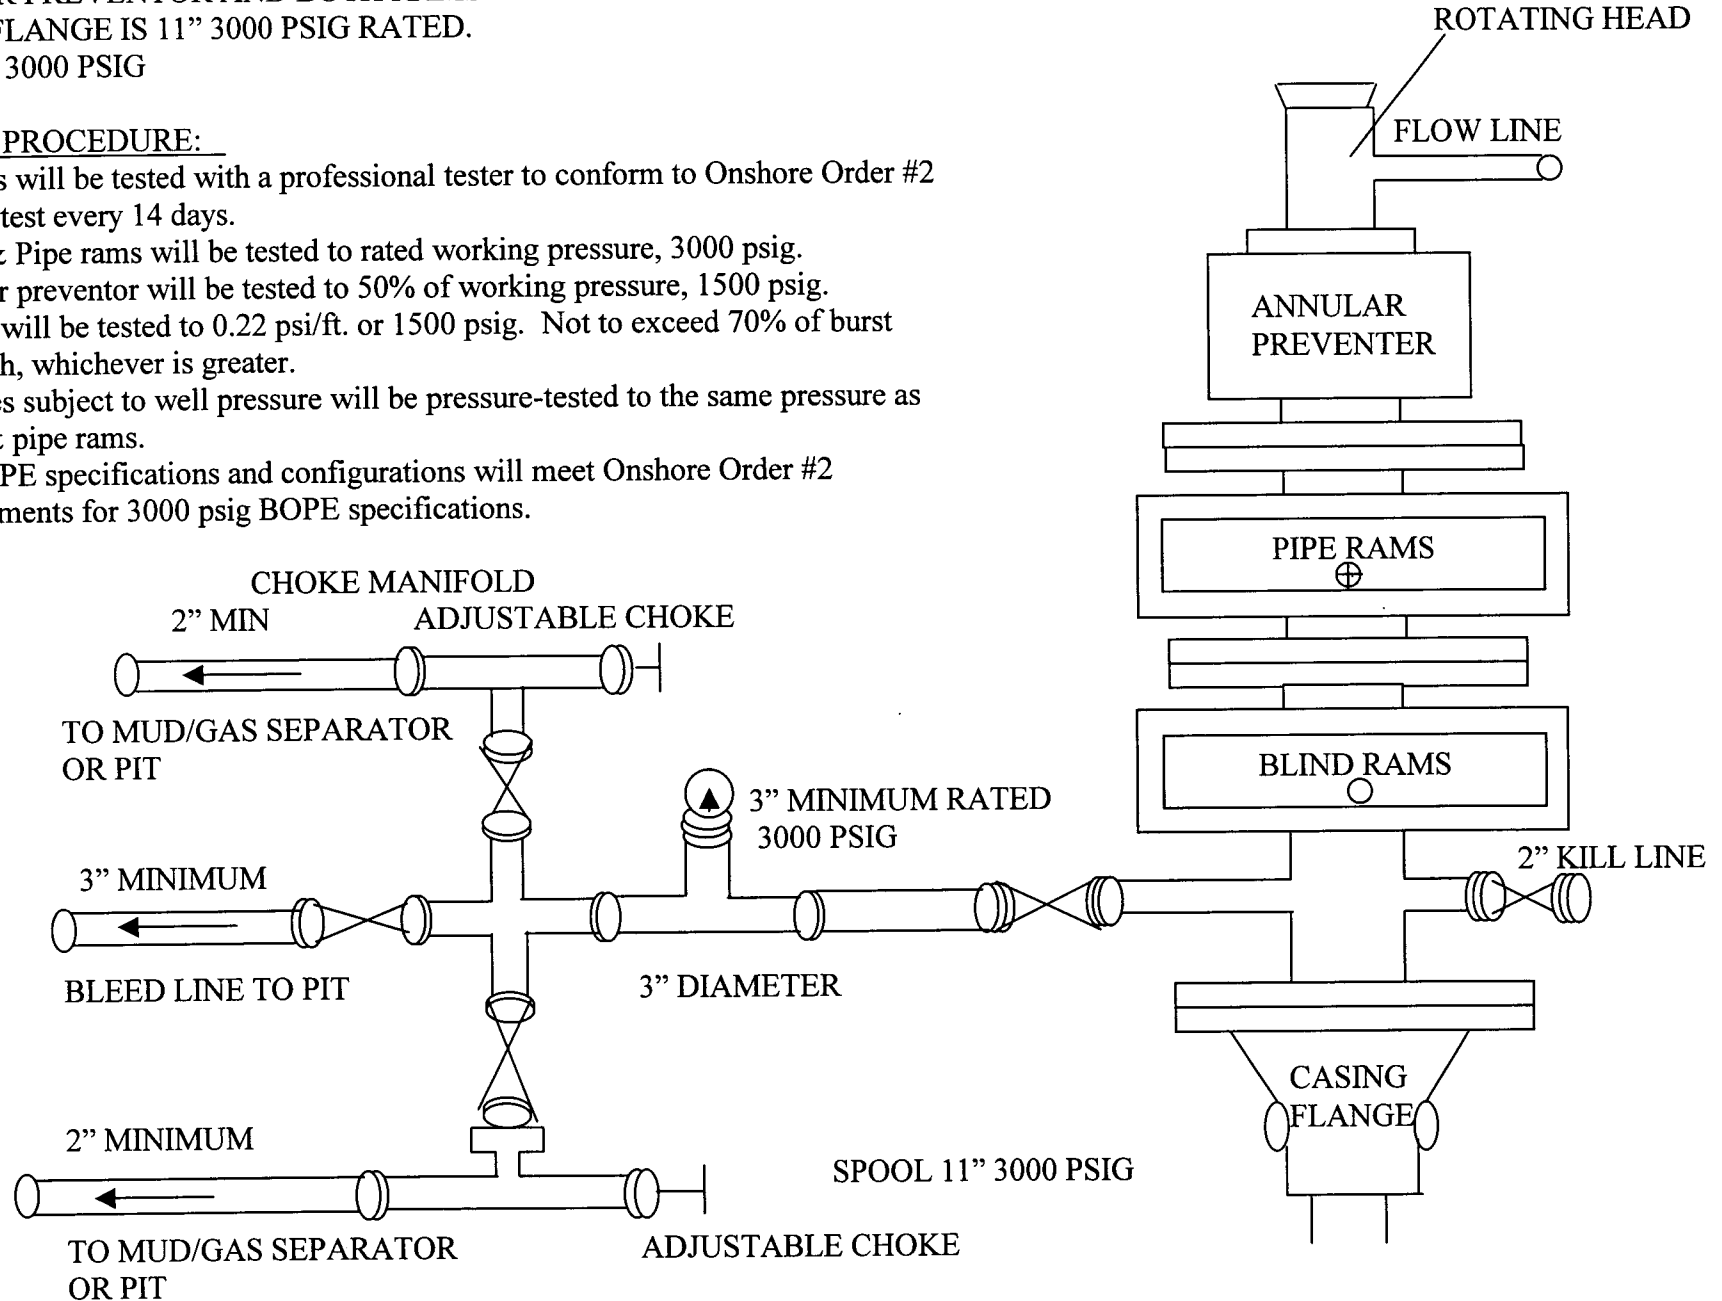 FLANGE IS 11” 3000 PSIG RATED.
3000 PSIG
PROCEDURE:
will be tested with a professional tester to conform to Onshore Order #2
test every 14 days.
Pipe rams will be tested to rated working pressure, 3000 psig.
preventor will be tested to 50% of working pressure, 1500 psig.
will be tested to 0.22 psi/ft. or 1500 psig.  Not to exceed 70% of burst
whichever is greater.
subject to well pressure will be pressure-tested to the same pressure as
pipe rams.
specifications and configurations will meet Onshore Order #2
for 3000 psig BOPE specifications.
ROTATING HEAD
FLOW LINE
ANNULAR
PREVENTER
PIPE RAMS
BLIND RAMS
2” KILL LINE
CASING
FLANGE
SPOOL 11” 3000 PSIG
CHOKE MANIFOLD
2” MIN
ADJUSTABLE CHOKE
TO MUD/GAS SEPARATOR
OR PIT
3” MINIMUM RATED
3000 PSIG
3” MINIMUM
BLEED LINE TO PIT
3” DIAMETER
2” MINIMUM
TO MUD/GAS SEPARATOR
OR PIT
ADJUSTABLE CHOKE